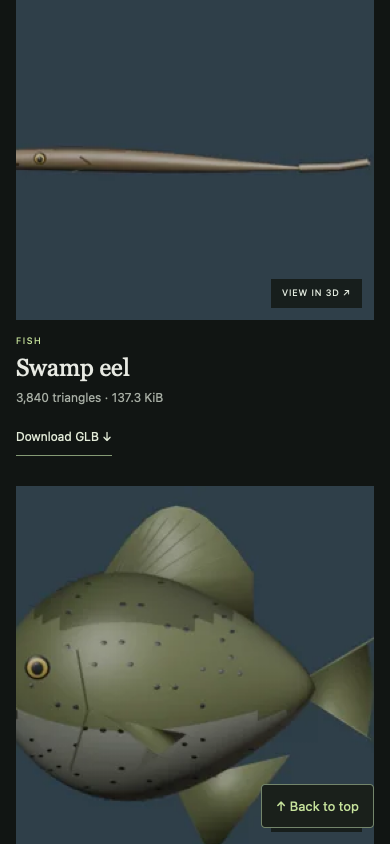 VIEW IN 3D ↗
FISH
Swamp eel
3,840 triangles · 137.3 KiB
Download GLB ↓
↑ Back to top